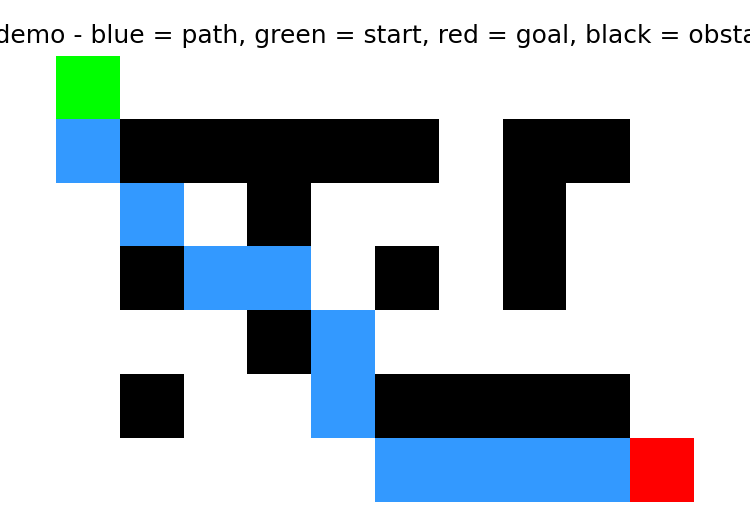 demo - blue = path, green = start, red = goal, black = obsta